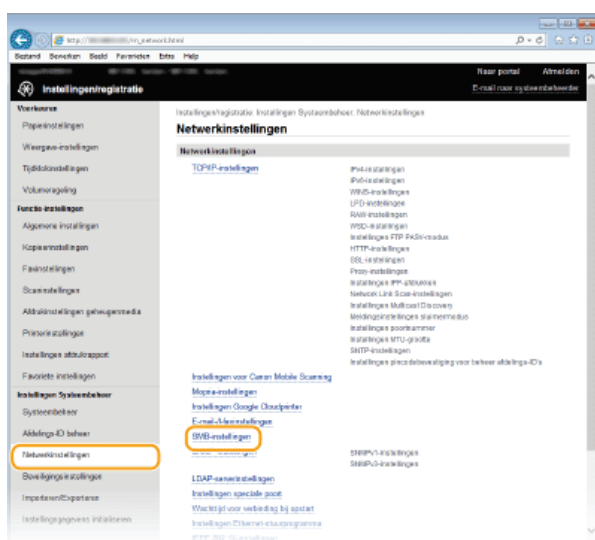 /m_network.html
Bestand Bewerken Beeld Favorieten Extra Help
Naar portal Afmelden
Instellingen/registratie
E-mail naar systeembeheerder
Voorkeuren
Papierinstellingen
Weergave-instellingen
Tijdklokinstellingen
Volumeregeling
Functie-instellingen
Algemene instellingen
Kopieerinstellingen
Faxinstellingen
Scaninstellingen
Afdrukinstellingen geheugenmedia
Printerinstellingen
Instellingen afdrukrapport
Favoriete instellingen
Instellingen Systeembeheer
Systeembeheer
Afdelings-ID beheer
Netwerkinstellingen
Beveiligingsinstellingen
Importeren/Exporteren
Instellingsgegevens initialiseren
Instellingen/registratie: Instellingen Systeembeheer: Netwerkinstellingen
Netwerkinstellingen
Netwerkinstellingen
TCP/IP-instellingen
IPv4-instellingen
IPv6-instellingen
WINS-instellingen
LPD-instellingen
RAW-instellingen
WSD-instellingen
Instellingen FTP PASV-modus
HTTP-instellingen
SSL-instellingen
Proxy-instellingen
Instellingen IPP-afdrukken
Network Link Scan-instellingen
Instellingen Multicast Discovery
Meldingsinstellingen sluimermodus
Instellingen poortnummer
Instellingen MTU-grootte
SNTP-instellingen
Instellingen pincodebevestiging voor beheer afdelings-ID's
Instellingen voor Canon Mobile Scanning
Mopria-instellingen
Instellingen Google Cloudprinter
E-mail-/I-faxinstellingen
SMB-instellingen
SNMPv1-instellingen
SNMPv3-instellingen
LDAP-serverinstellingen
Instellingen speciale poort
Wachttijd voor verbinding bij opstart
Instellingen Ethernet-stuurprogramma